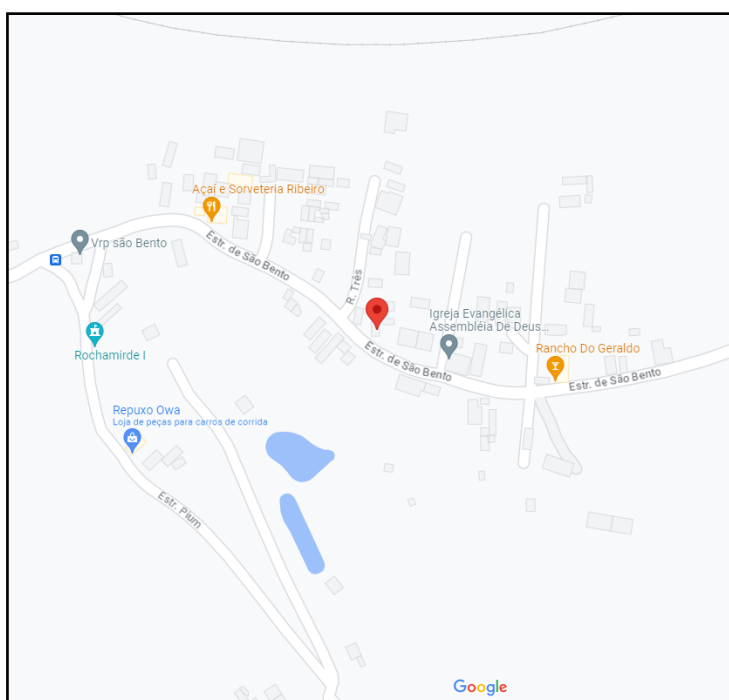 Açaí e Sorveteria Ribeiro
Vrp são Bento
Estr. de São Bento
R. Três
Igreja Evangélica
Assembléia De Deus...
Rochamirde I
Estr. de São Bento
Rancho Do Geraldo
Estr. de São Bento
Repuxo Owa
Loja de peças para carros de corrida
Estr. Pium
Google